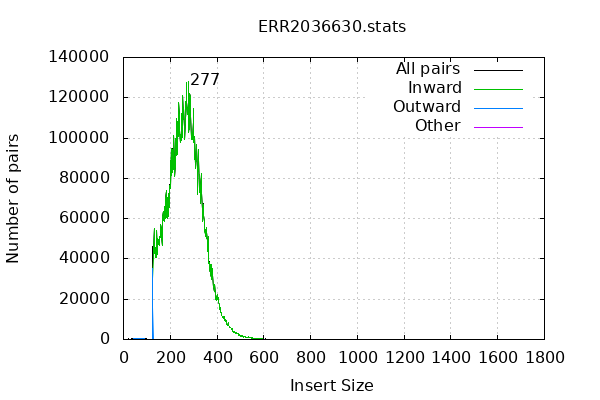 ERR2036630.stats
Number of pairs
140000
120000
100000
80000
60000
40000
20000
0
277
All pairs
Inward
Outward
Other
0 200 400 600 800 1000 1200 1400 1600 1800
Insert Size